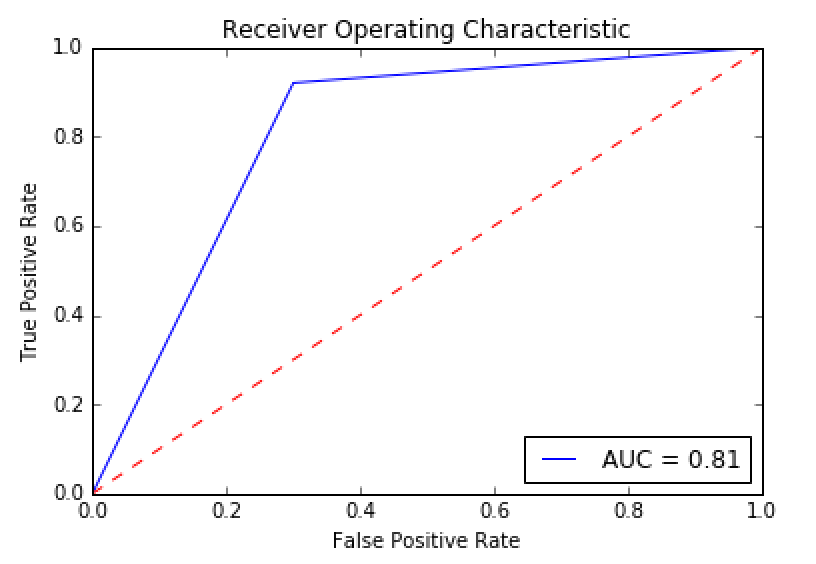 Receiver Operating Characteristic
1.0
0.8
0.6
0.4
0.2
0.0
True Positive Rate
AUC = 0.81
0.0 0.2 0.4 0.6 0.8 1.0
False Positive Rate